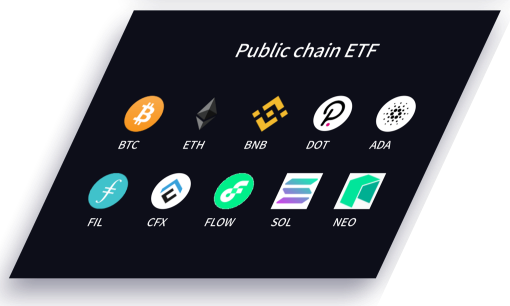 Public chain ETF
BTC ETH BNB DOT ADA
FIL CFX FLOW SOL NEO